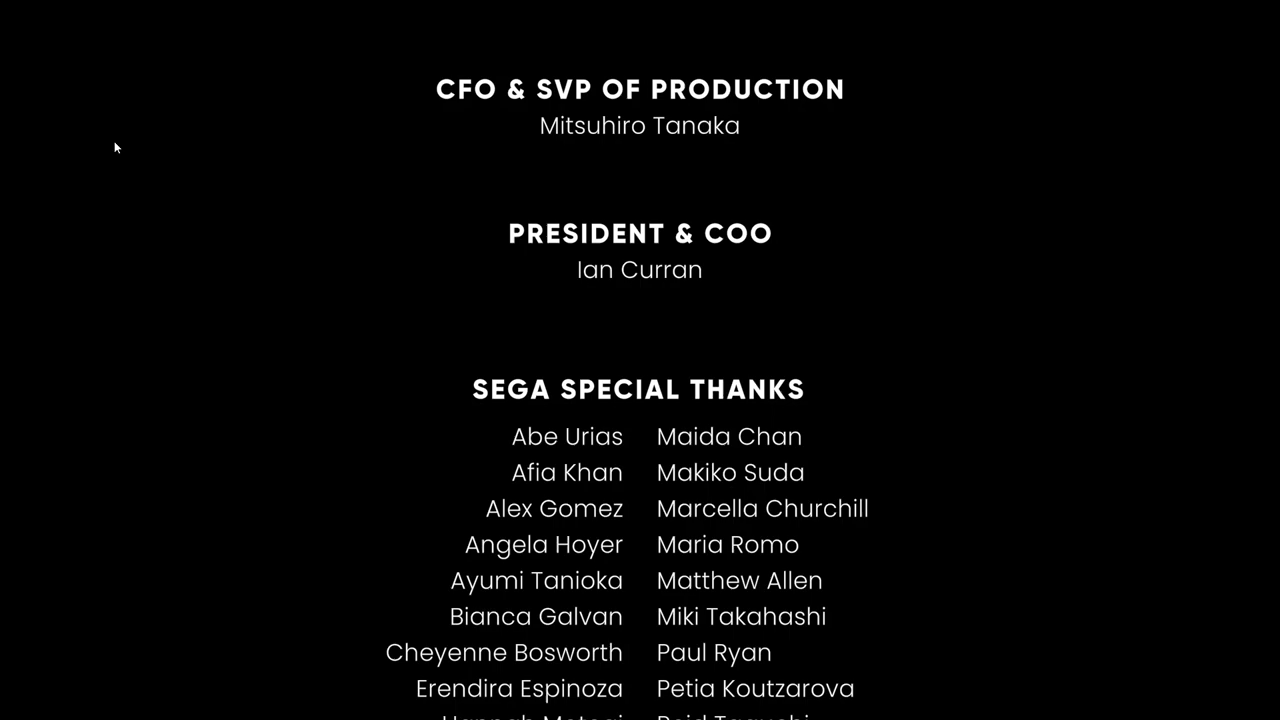 CFO & SVP OF PRODUCTION
Mitsuhiro Tanaka
PRESIDENT & COO
Ian Curran
SEGA SPECIAL THANKS
Abe Urias Maida Chan
Afia Khan Makiko Suda
Alex Gomez Marcella Churchill
Angela Hoyer Maria Romo
Ayumi Tanioka Matthew Allen
Bianca Galvan Miki Takahashi
Cheyenne Bosworth Paul Ryan
Erendira Espinoza Petia Koutzarova